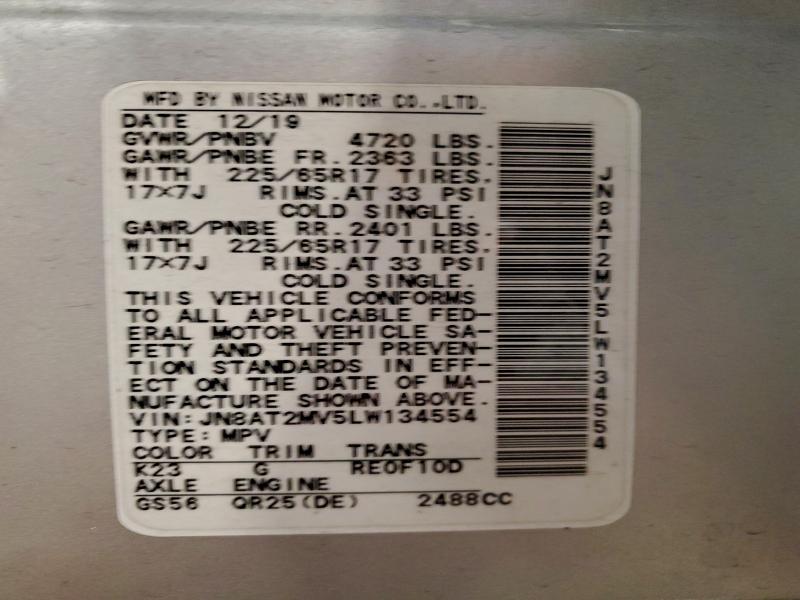 MFD BY NISSAN MOTOR CO.,LTD.
DATE 12/19
GVWR/PNBV 4720 LBS.
GAWR/PNBE FR. 2363 LBS.
WITH 225/65R17 TIRES.
17X7J RIMS. AT 33 PSI
COLD SINGLE.
GAWR/PNBE RR. 2401 LBS.
WITH 225/65R17 TIRES.
17X7J RIMS. AT 33 PSI
COLD SINGLE.
THIS VEHICLE CONFORMS
TO ALL APPLICABLE FED-
ERAL MOTOR VEHICLE SA-
FETY AND THEFT PREVEN-
TION STANDARDS IN EFF-
ECT ON THE DATE OF MA-
NUFACTURE SHOWN ABOVE.
VIN: JN8AT2MV5LW134554
TYPE: MPV
COLOR TRIM TRANS
K23 G RE0F10D
AXLE ENGINE
GS56 QR25(DE) 2488CC
JN8AT2MV5LW134554